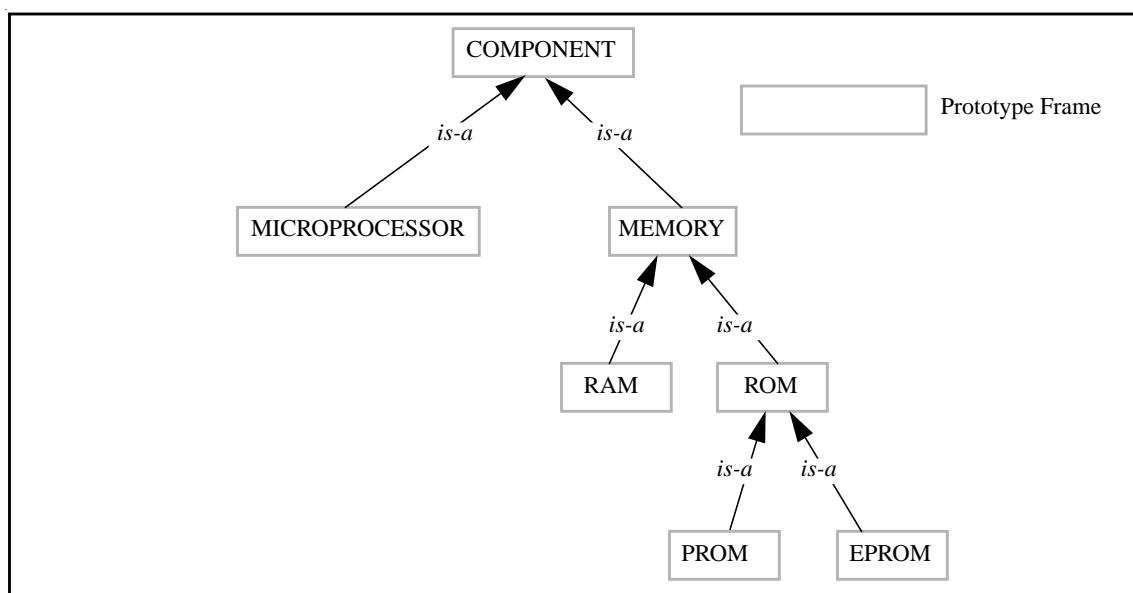 COMPONENT
Prototype Frame
is-a
is-a
MICROPROCESSOR
MEMORY
is-a
is-a
RAM
ROM
is-a
is-a
PROM
EPROM